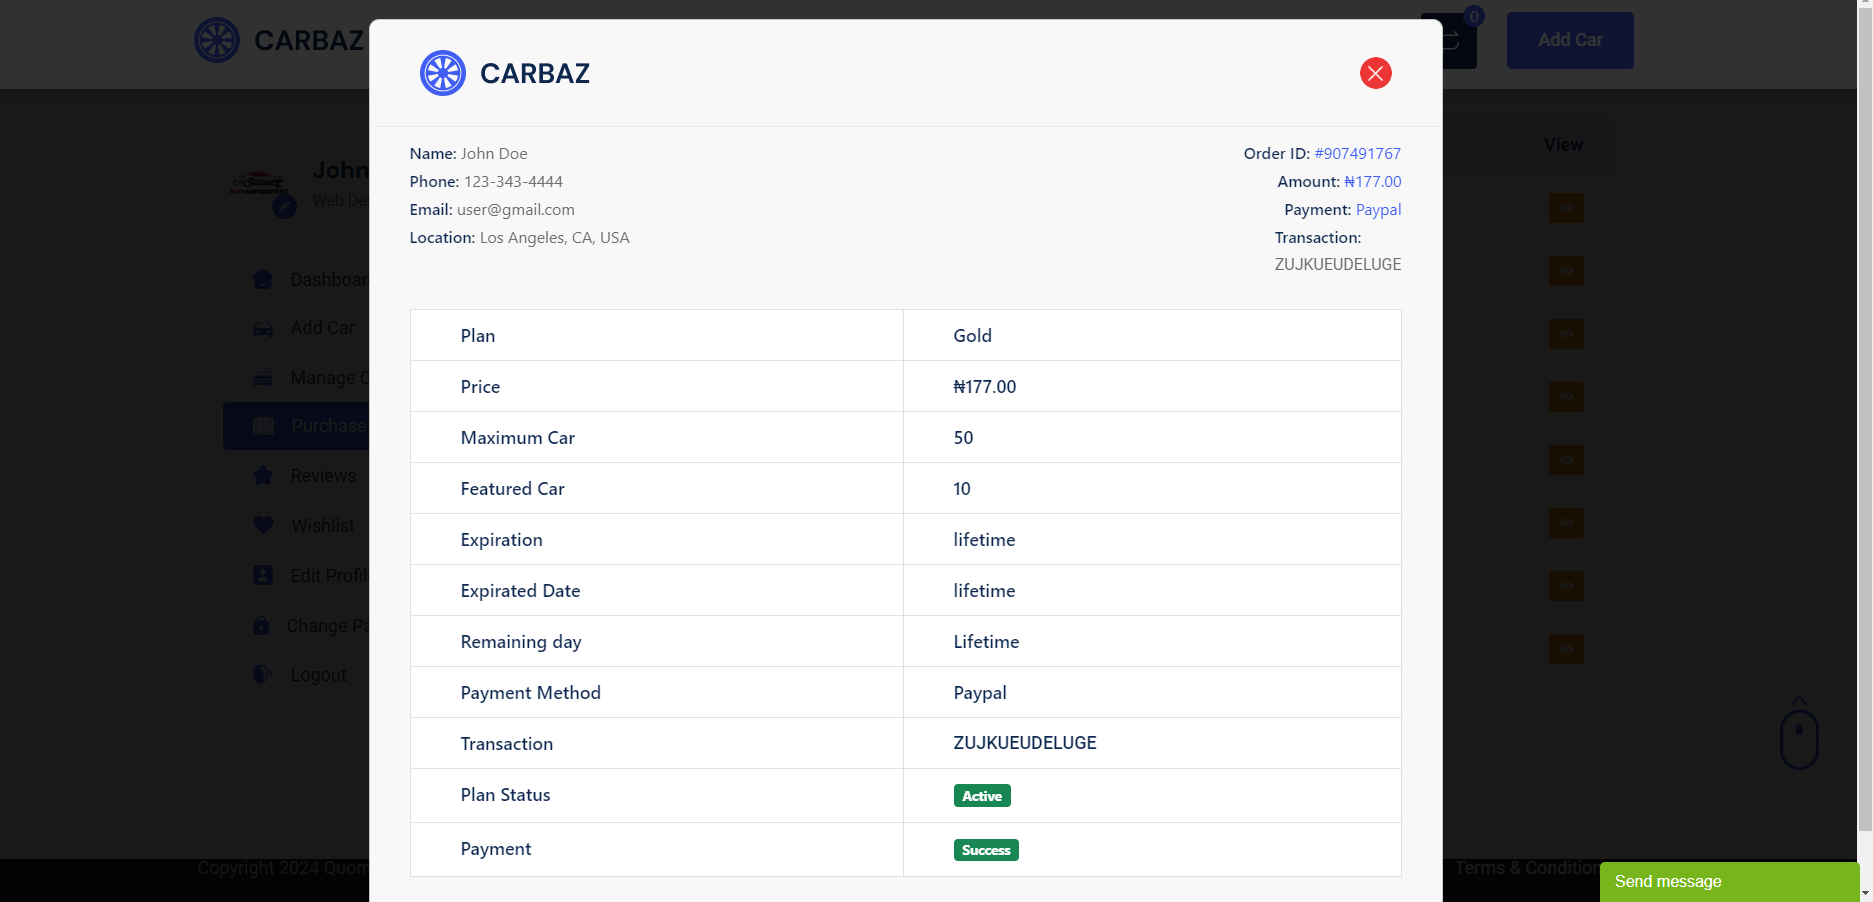 CARBAZ
0
Add Car
CARBAZ
Name: John Doe
Phone: 123-343-4444
Email: user@gmail.com
Location: Los Angeles, CA, USA
Order ID: #907491767
Amount: ₦177.00
Payment: Paypal
Transaction:
ZUJKUEUDELUGE
Plan Gold
Price ₦177.00
Maximum Car 50
Featured Car 10
Expiration lifetime
Expirated Date lifetime
Remaining day Lifetime
Payment Method Paypal
Transaction ZUJKUEUDELUGE
Plan Status Active
Payment Success
John
Web De
Dashboar
Add Car
Manage C
Purchase
Reviews
Wishlist
Edit Profil
Change Pa
Logout
View
Copyright 2024 Quom
Terms & Condition
Send message